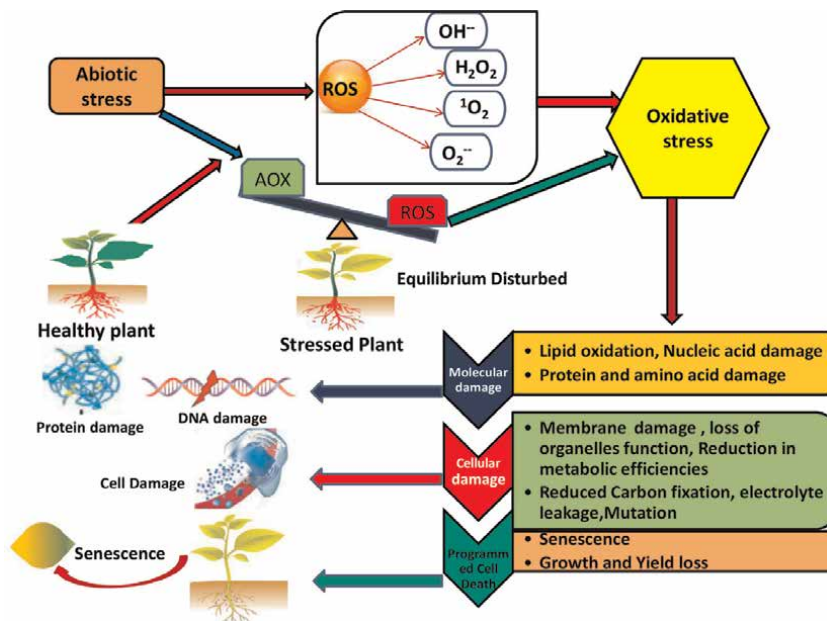 Abiotic
stress
ROS
OH⁻˙
H₂O₂
¹O₂
O₂˙⁻
Oxidative
stress
AOX
ROS
Equilibrium Disturbed
Healthy plant
Stressed Plant
Molecular
damage
• Lipid oxidation, Nucleic acid damage
• Protein and amino acid damage
Protein damage
DNA damage
Cellular
damage
• Membrane damage , loss of
organelles function, Reduction in
metabolic efficiencies
• Reduced Carbon fixation, electrolyte
leakage,Mutation
Cell Damage
Programm
ed Cell
Death
• Senescence
• Growth and Yield loss
Senescence